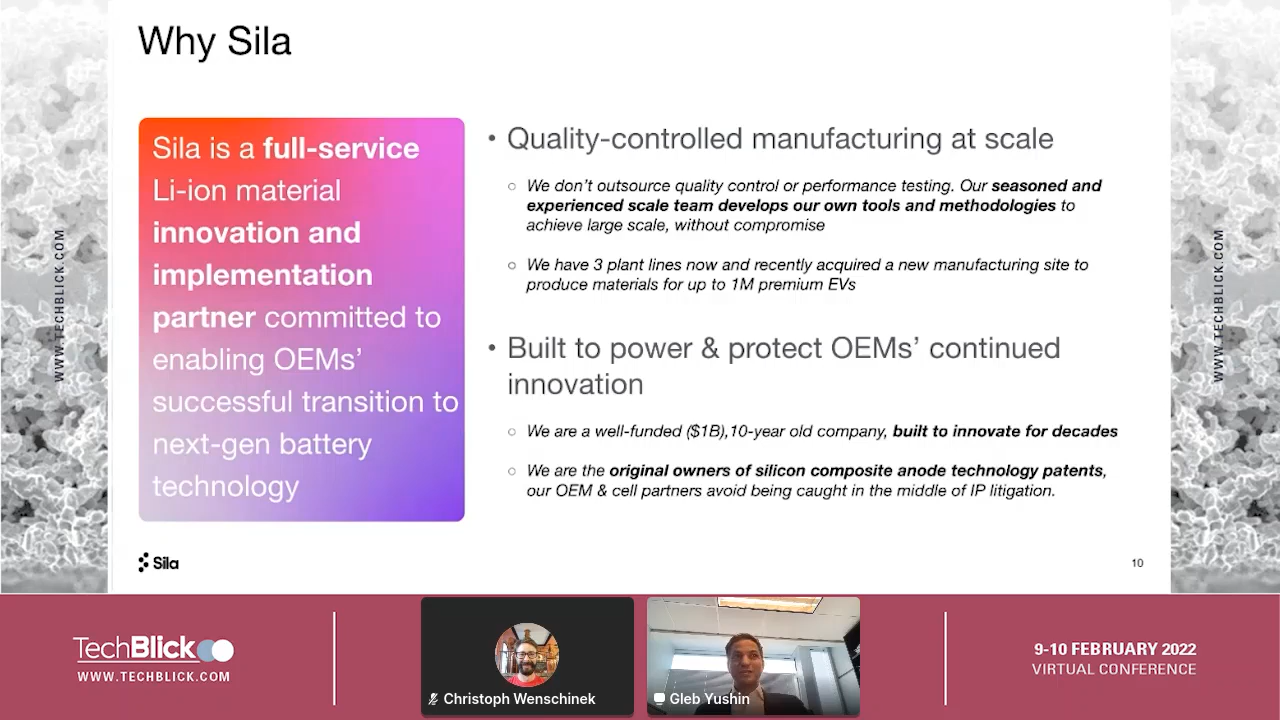 Why Sila
Sila is a full-service
Li-ion material
innovation and
implementation
partner committed to
enabling OEMs’
successful transition to
next-gen battery
technology
• Quality-controlled manufacturing at scale
○ We don’t outsource quality control or performance testing. Our seasoned and
experienced scale team develops our own tools and methodologies to
achieve large scale, without compromise
○ We have 3 plant lines now and recently acquired a new manufacturing site to
produce materials for up to 1M premium EVs
• Built to power & protect OEMs’ continued
innovation
○ We are a well-funded ($1B),10-year old company, built to innovate for decades
○ We are the original owners of silicon composite anode technology patents,
our OEM & cell partners avoid being caught in the middle of IP litigation.
Sila
10
WWW.TECHBLICK.COM
WWW.TECHBLICK.COM
TechBlick
WWW.TECHBLICK.COM
Christoph Wenschinek
Gleb Yushin
9-10 FEBRUARY 2022
VIRTUAL CONFERENCE